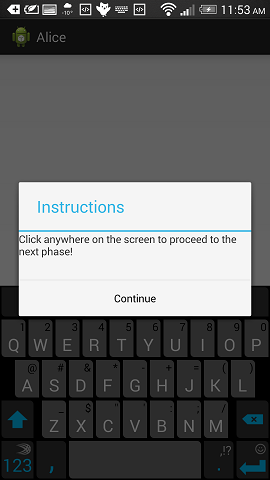 -10°
11:53 AM
Alice
Instructions
Click anywhere on the screen to proceed to the
next phase!
Continue
1 2 3 4 5 6 7 8 9 0
Q W E R T Y U I O P
@ # & * - + = ( )
A S D F G H J K L
_ $ " ' : ; /
Z X C V B N M
123 , . ,!?